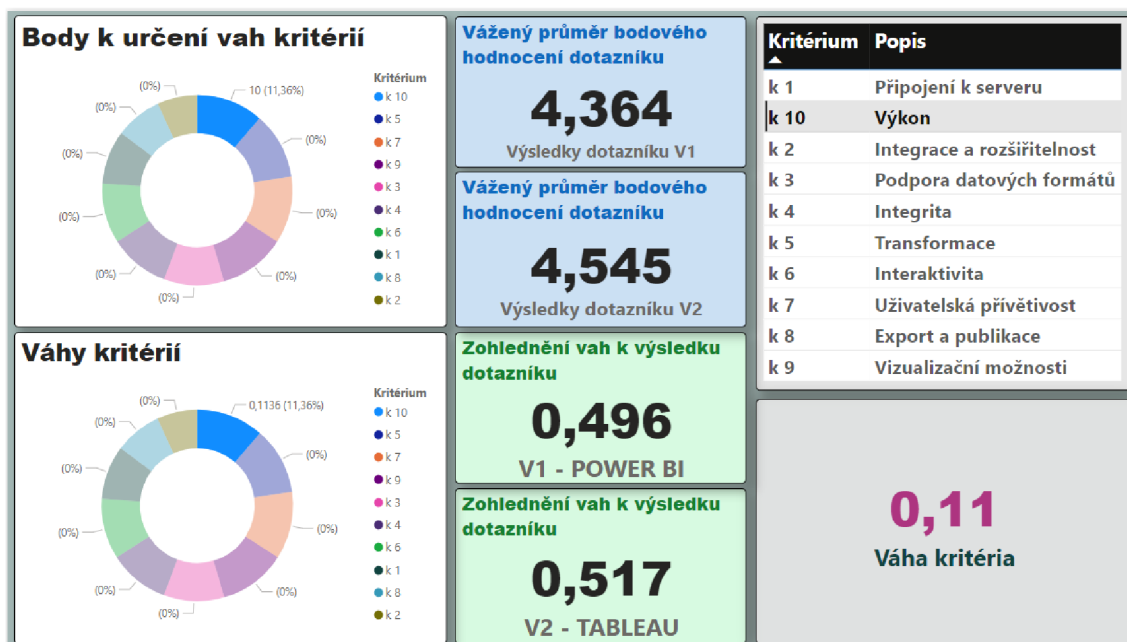 Body k určení vah kritérií
(0%)
10 (11,36%)
(0%)
(0%)
(0%)
(0%)
(0%)
(0%)
(0%)
(0%)
Kritérium
k 10
k 5
k 7
k 9
k 3
k 4
k 6
k 1
k 8
k 2
Váhy kritérií
(0%)
0,1136 (11,36%)
(0%)
(0%)
(0%)
(0%)
(0%)
(0%)
(0%)
(0%)
Kritérium
k 10
k 5
k 7
k 9
k 3
k 4
k 6
k 1
k 8
k 2
Vážený průměr bodového
hodnocení dotazníku
4,364
Výsledky dotazníku V1
Vážený průměr bodového
hodnocení dotazníku
4,545
Výsledky dotazníku V2
Zohlednění vah k výsledku
dotazníku
0,496
V1 - POWER BI
Zohlednění vah k výsledku
dotazníku
0,517
V2 - TABLEAU
Kritérium Popis
k 1 Připojení k serveru
k 10 Výkon
k 2 Integrace a rozšiřitelnost
k 3 Podpora datových formátů
k 4 Integrita
k 5 Transformace
k 6 Interaktivita
k 7 Uživatelská přívětivost
k 8 Export a publikace
k 9 Vizualizační možnosti
0,11
Váha kritéria